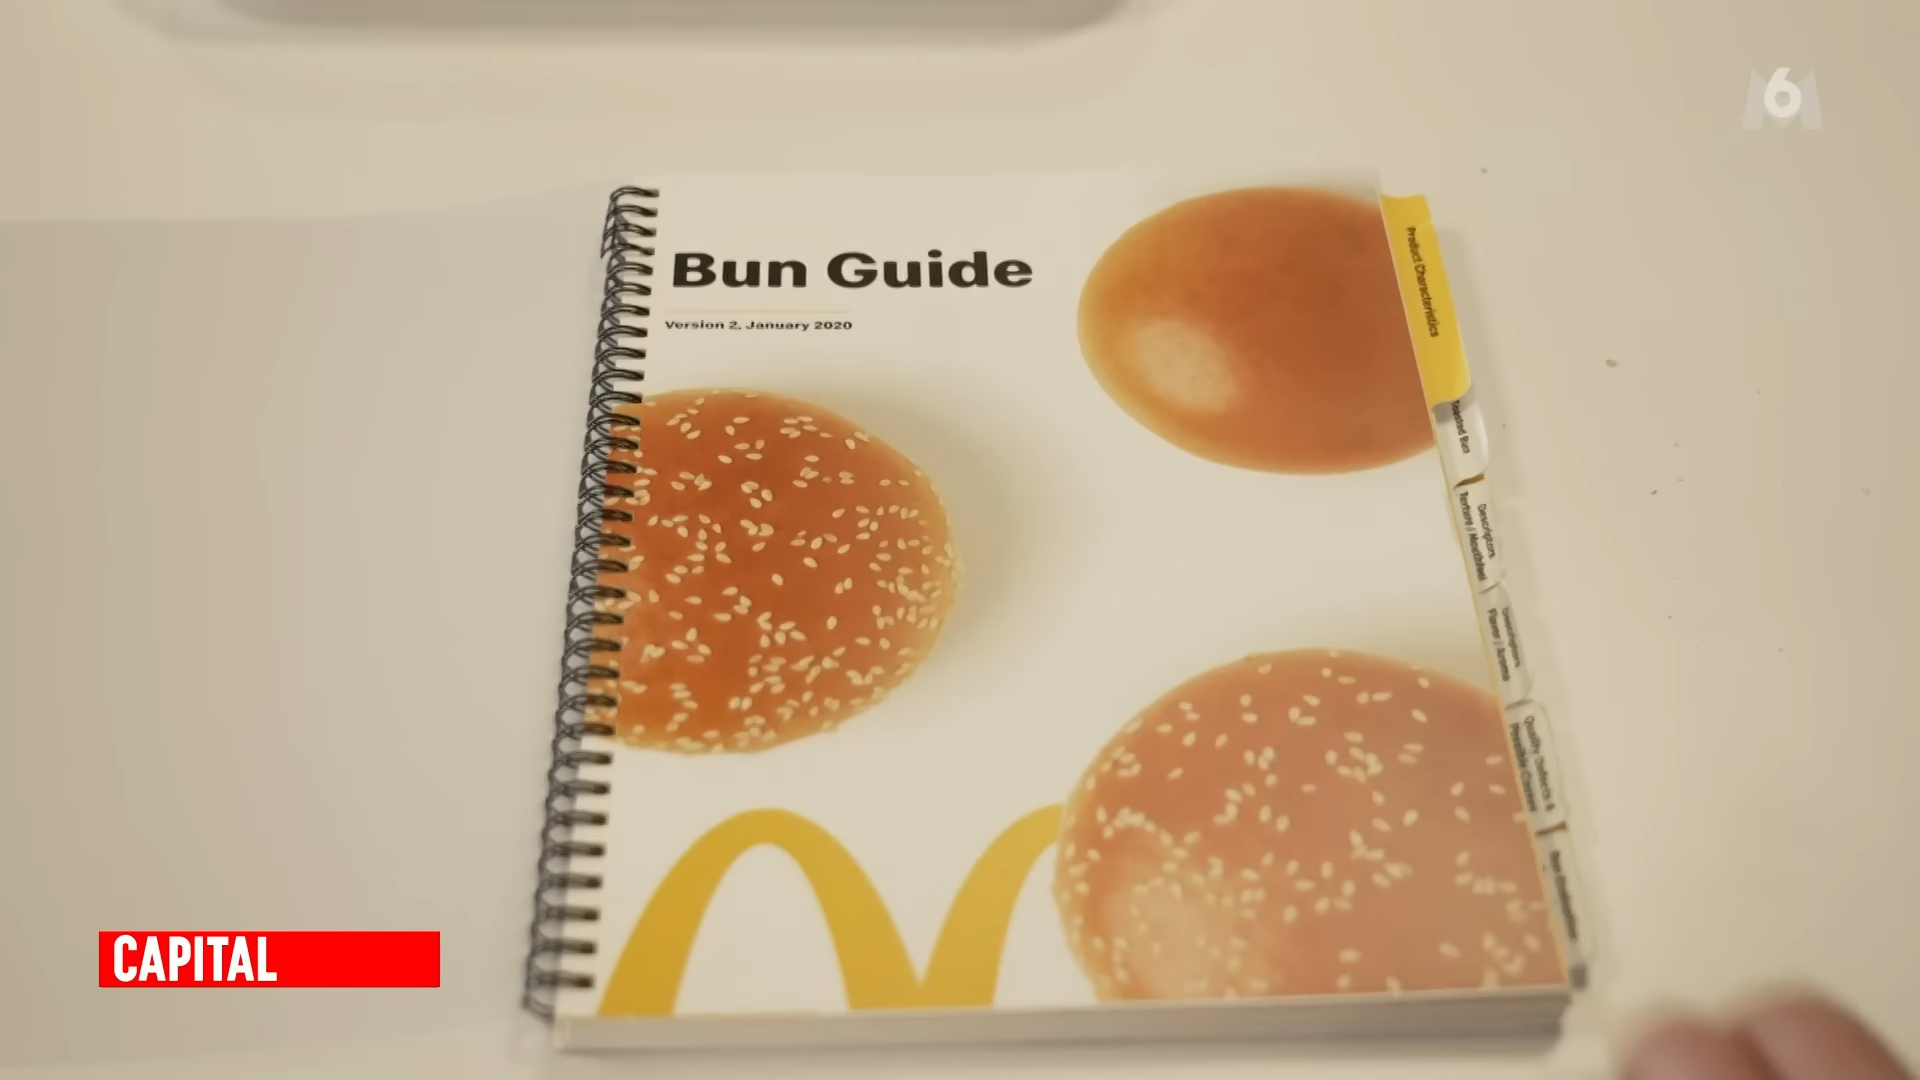 M6
Bun Guide
Version 2, January 2020
Product Characteristics
Toasted Bun
Descriptors
Texture / Mouthfeel
Descriptors
Flavor / Aroma
Quality Defects &
Possible Causes
CAPITAL